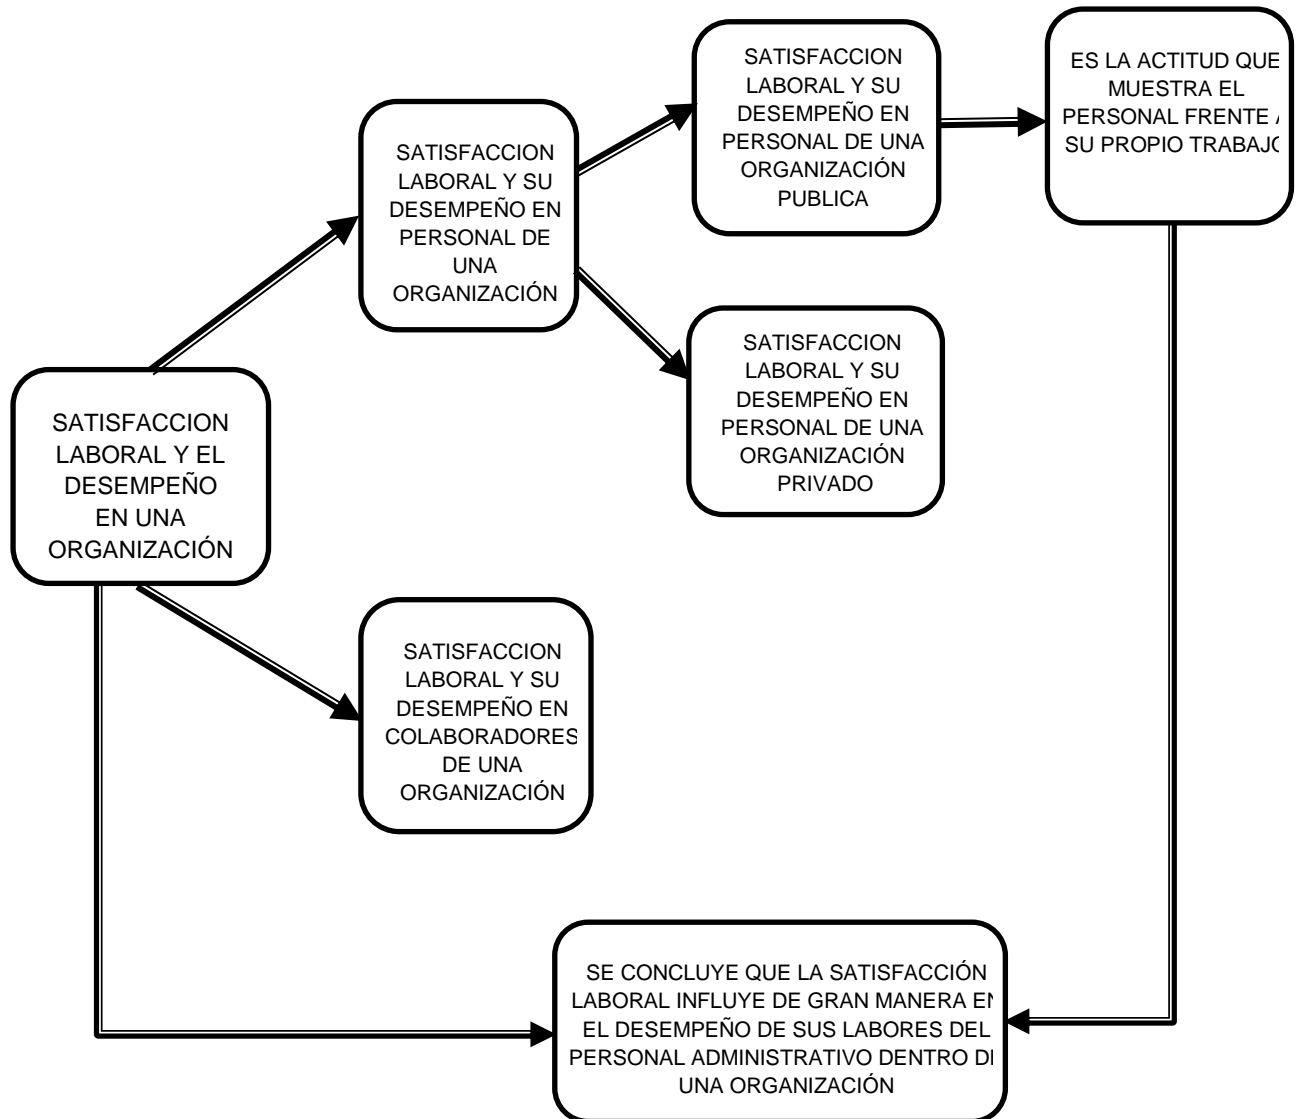 SATISFACCION
LABORAL Y EL
DESEMPEÑO
EN UNA
ORGANIZACIÓN
SATISFACCION
LABORAL Y SU
DESEMPEÑO EN
PERSONAL DE
UNA
ORGANIZACIÓN
SATISFACCION
LABORAL Y SU
DESEMPEÑO EN
PERSONAL DE UNA
ORGANIZACIÓN
PUBLICA
ES LA ACTITUD QUE
MUESTRA EL
PERSONAL FRENTE
SU PROPIO TRABAJO
SATISFACCION
LABORAL Y SU
DESEMPEÑO EN
PERSONAL DE UNA
ORGANIZACIÓN
PRIVADO
SATISFACCION
LABORAL Y SU
DESEMPEÑO EN
COLABORADORES
DE UNA
ORGANIZACIÓN
SE CONCLUYE QUE LA SATISFACCIÓN
LABORAL INFLUYE DE GRAN MANERA EN
EL DESEMPEÑO DE SUS LABORES DEL
PERSONAL ADMINISTRATIVO DENTRO DE
UNA ORGANIZACIÓN